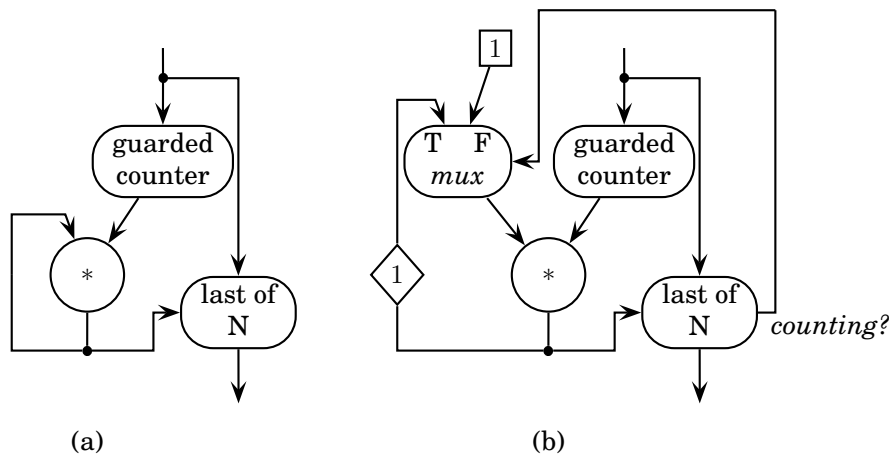 guarded
counter
*
last of
N
(a)
1
T F
mux
guarded
counter
1
*
last of
N
counting?
(b)